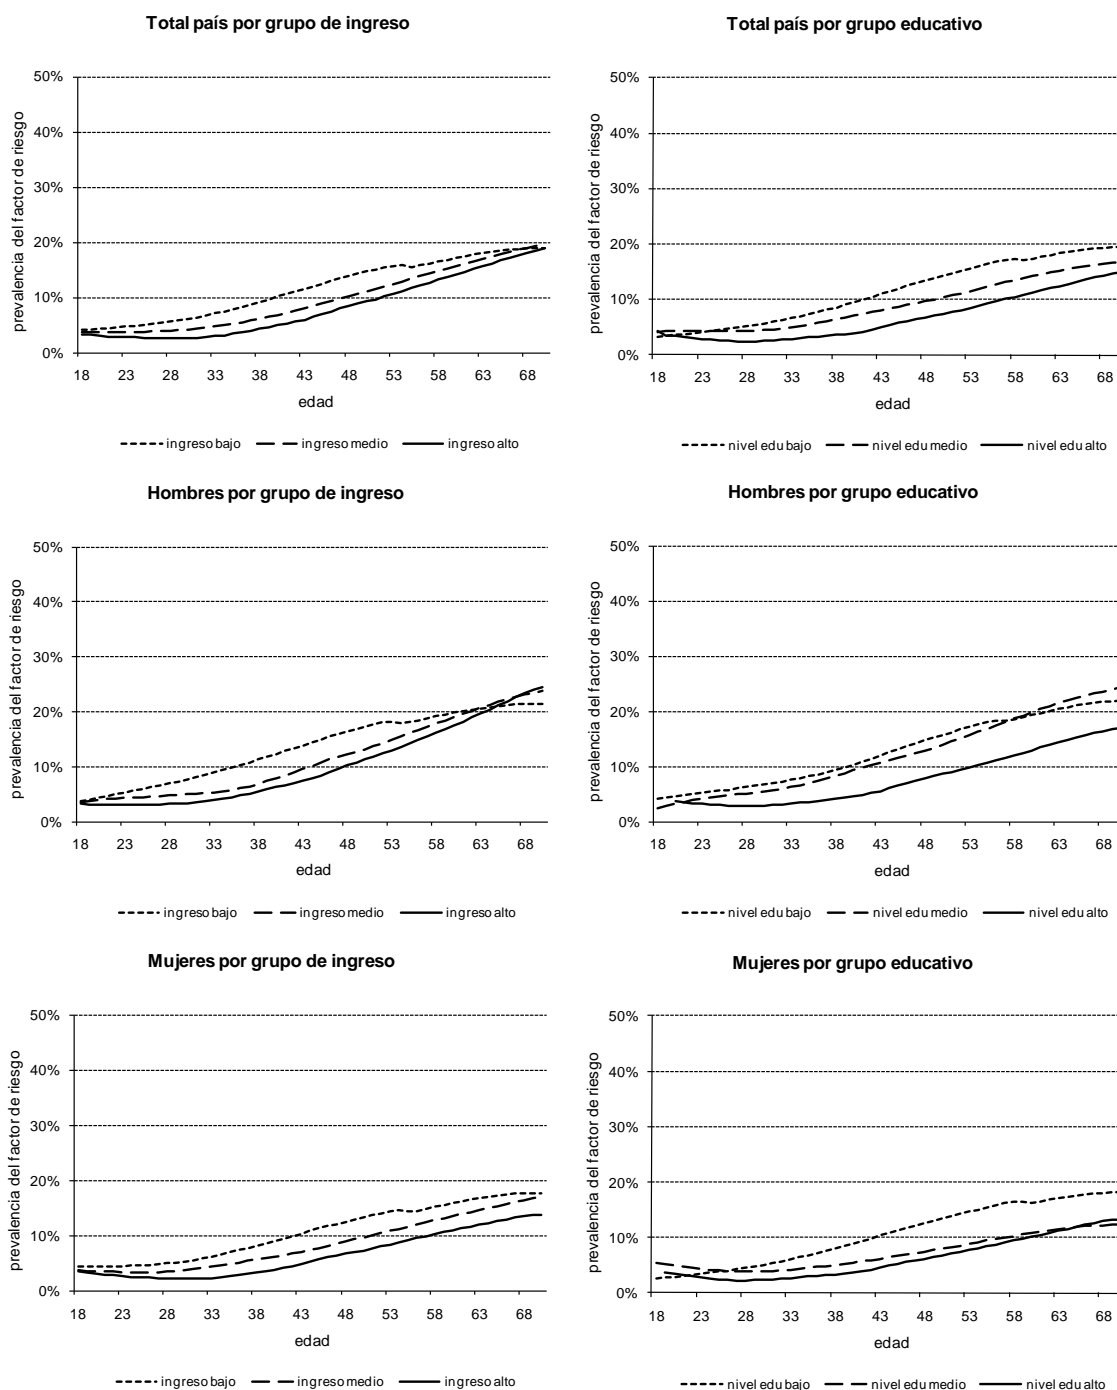 Total país por grupo de ingreso
50%
40%
30%
20%
10%
0%
prevalencia del factor de riesgo
18 23 28 33 38 43 48 53 58 63 68
edad
ingreso bajo ingreso medio ingreso alto
Total país por grupo educativo
50%
40%
30%
20%
10%
0%
prevalencia del factor de riesgo
18 23 28 33 38 43 48 53 58 63 68
edad
nivel edu bajo nivel edu medio nivel edu alto
Hombres por grupo de ingreso
50%
40%
30%
20%
10%
0%
prevalencia del factor de riesgo
18 23 28 33 38 43 48 53 58 63 68
edad
ingreso bajo ingreso medio ingreso alto
Hombres por grupo educativo
50%
40%
30%
20%
10%
0%
prevalencia del factor de riesgo
18 23 28 33 38 43 48 53 58 63 68
edad
nivel edu bajo nivel edu medio nivel edu alto
Mujeres por grupo de ingreso
50%
40%
30%
20%
10%
0%
prevalencia del factor de riesgo
18 23 28 33 38 43 48 53 58 63 68
edad
ingreso bajo ingreso medio ingreso alto
Mujeres por grupo educativo
50%
40%
30%
20%
10%
0%
prevalencia del factor de riesgo
18 23 28 33 38 43 48 53 58 63 68
edad
nivel edu bajo nivel edu medio nivel edu alto